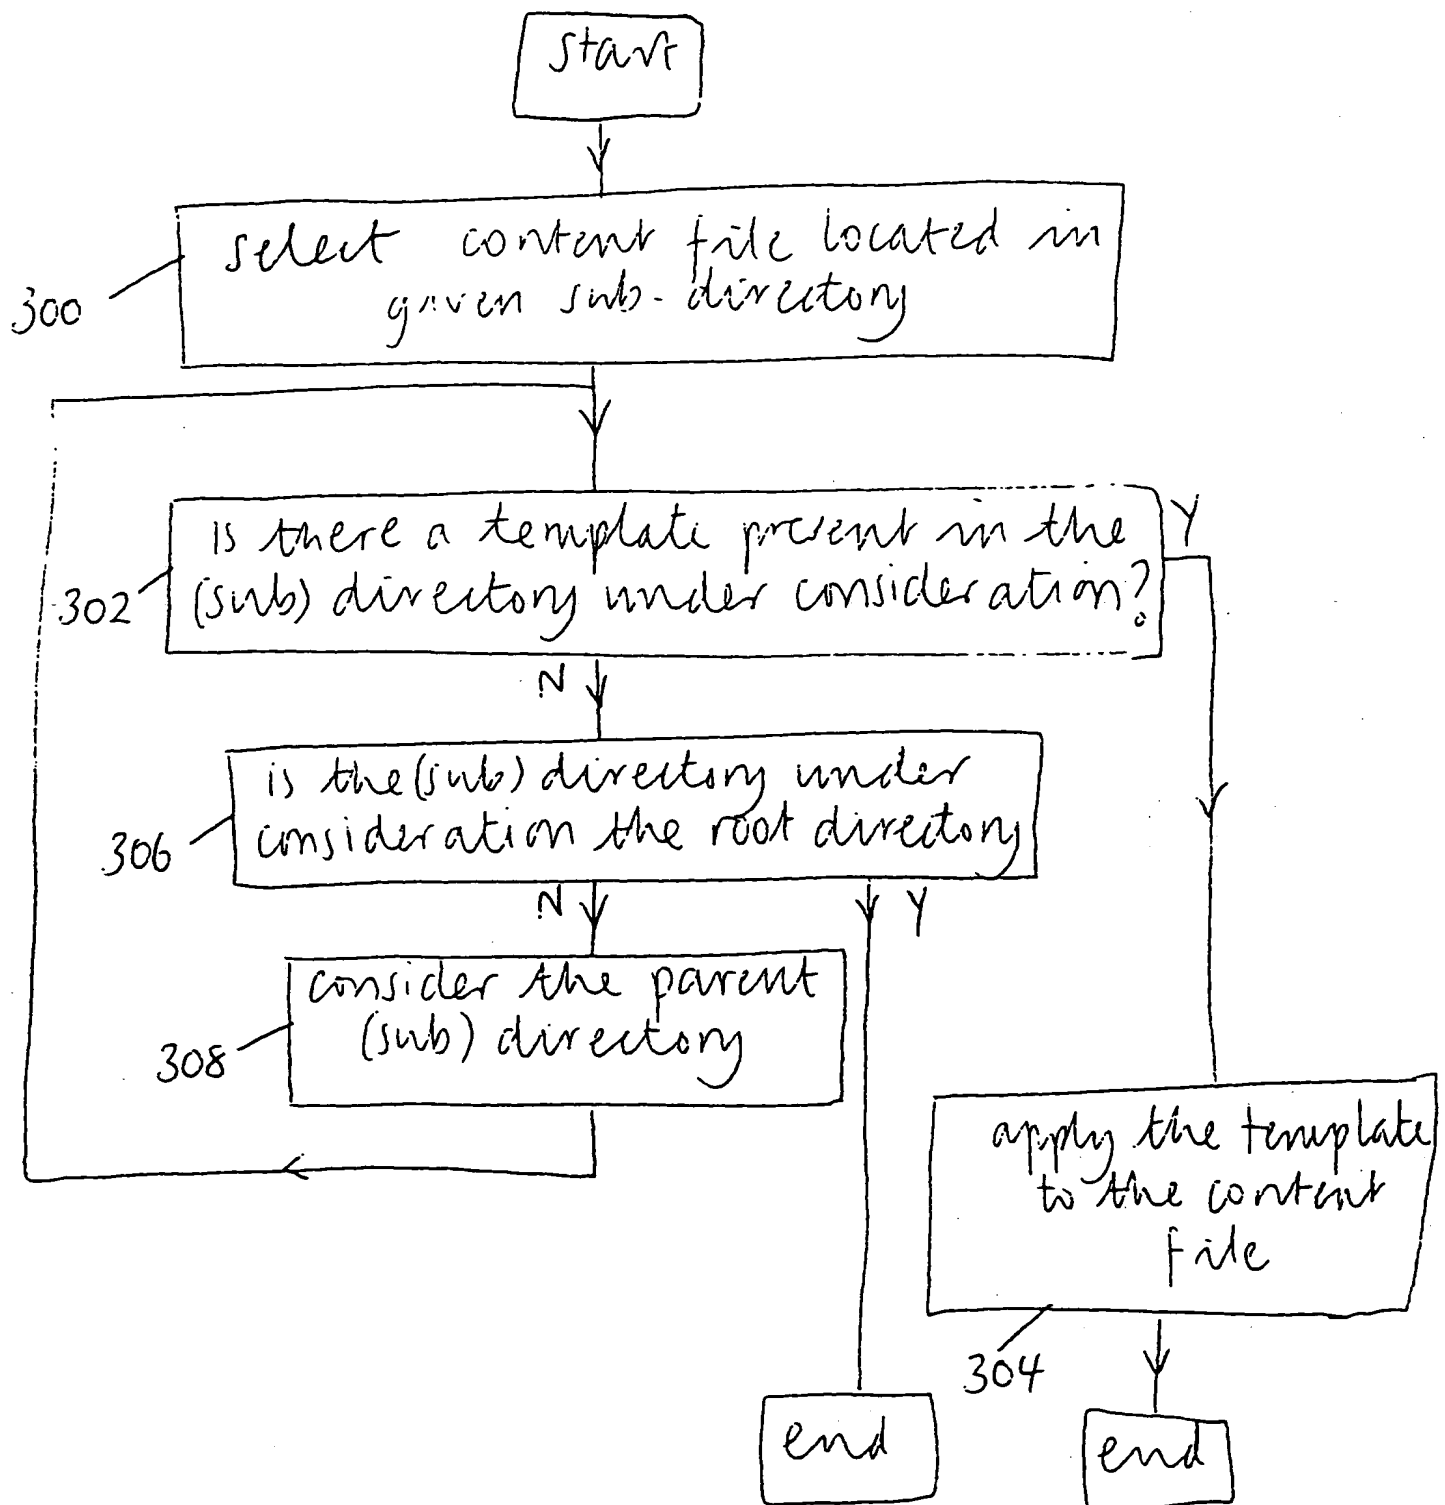 start
select content file located in
given sub-directory
300
is there a template present in the
(sub) directory under consideration?
Y
302
N
is the (sub) directory under
consideration the root directory
306
N
Y
consider the parent
(sub) directory
308
apply the template
to the content
file
304
end
end